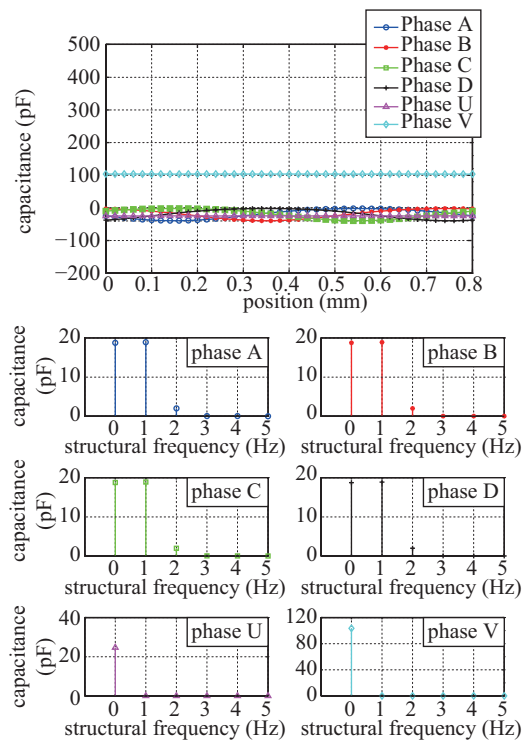 500
400
300
200
100
0
−100
−200
capacitance (pF)
0 0.1 0.2 0.3 0.4 0.5 0.6 0.7 0.8
position (mm)
Phase A
Phase B
Phase C
Phase D
Phase U
Phase V
capacitance
(pF)
20
10
0
phase A
0 1 2 3 4 5
structural frequency (Hz)
20
10
0
phase B
0 1 2 3 4 5
structural frequency (Hz)
capacitance
(pF)
20
10
0
phase C
0 1 2 3 4 5
structural frequency (Hz)
20
10
0
phase D
0 1 2 3 4 5
structural frequency (Hz)
capacitance
(pF)
40
20
0
phase U
0 1 2 3 4 5
structural frequency (Hz)
120
80
40
0
phase V
0 1 2 3 4 5
structural frequency (Hz)